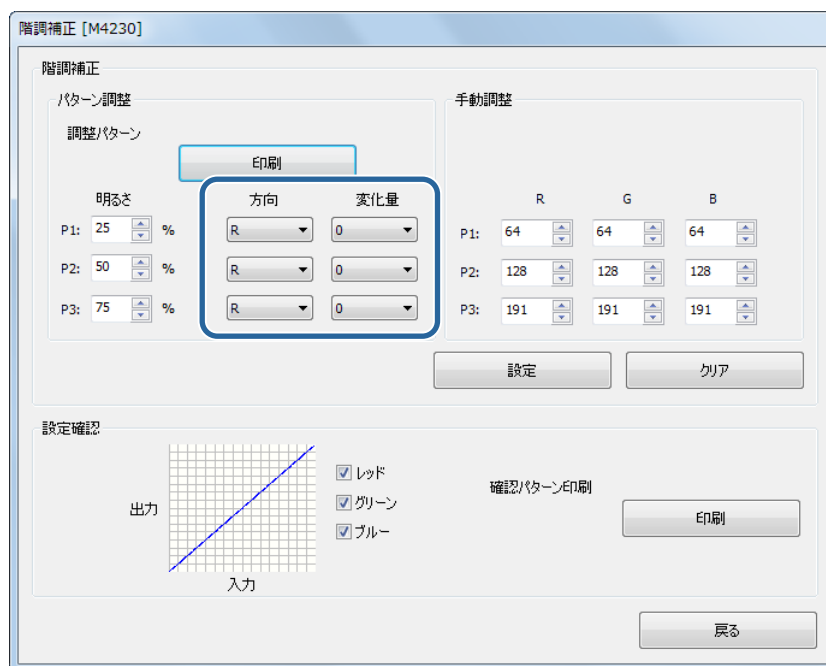 階調補正 [M4230]
階調補正
パターン調整
調整パターン
印刷
明るさ 方向 変化量
P1: 25 % R 0
P2: 50 % R 0
P3: 75 % R 0
手動調整
R G B
P1: 64 64 64
P2: 128 128 128
P3: 191 191 191
設定 クリア
設定確認
出力
入力
レッド
グリーン
ブルー
確認パターン印刷
印刷
戻る